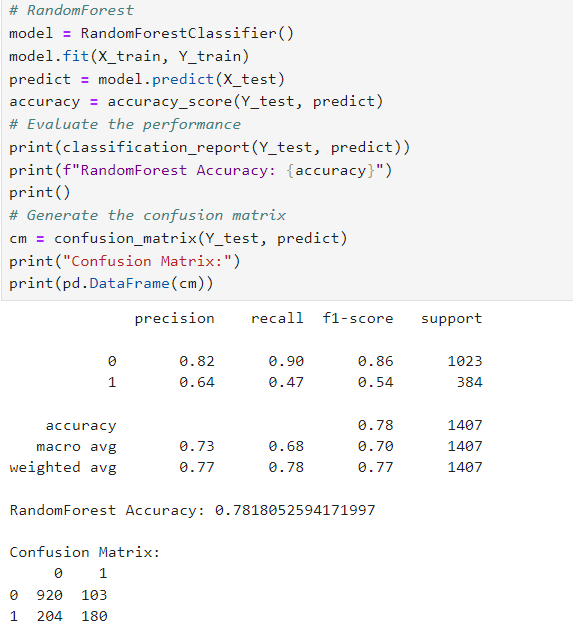 # RandomForest
model = RandomForestClassifier()
model.fit(X_train, Y_train)
predict = model.predict(X_test)
accuracy = accuracy_score(Y_test, predict)
# Evaluate the performance
print(classification_report(Y_test, predict))
print(f"RandomForest Accuracy: {accuracy}")
print()
# Generate the confusion matrix
cm = confusion_matrix(Y_test, predict)
print("Confusion Matrix:")
print(pd.DataFrame(cm))
              precision    recall  f1-score   support
           0       0.82      0.90      0.86      1023
           1       0.64      0.47      0.54       384
    accuracy                           0.78      1407
   macro avg       0.73      0.68      0.70      1407
weighted avg       0.77      0.78      0.77      1407
RandomForest Accuracy: 0.7818052594171997
Confusion Matrix:
     0    1
0  920  103
1  204  180